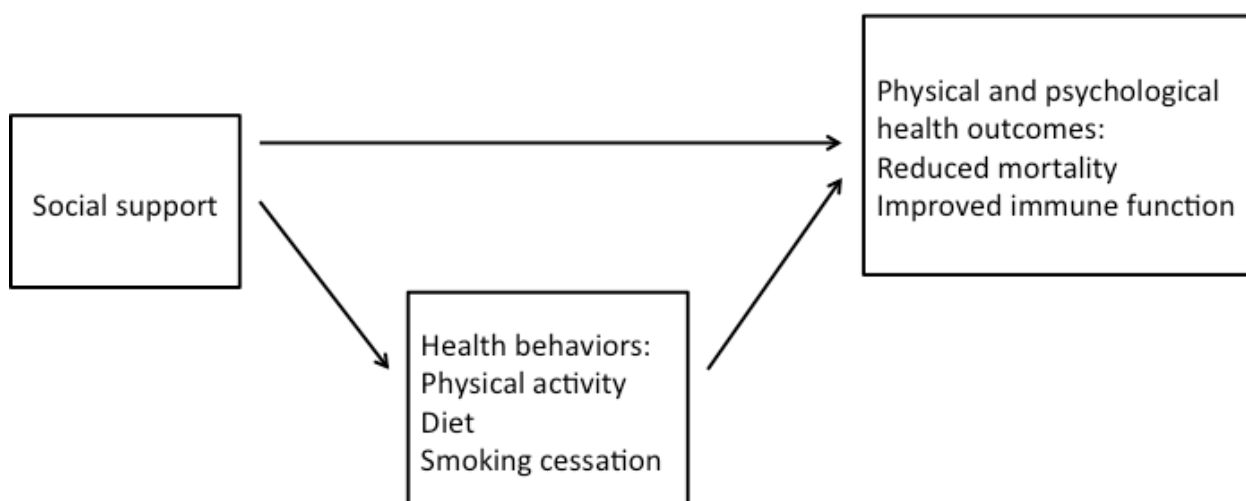 Social support
Physical and psychological
health outcomes:
Reduced mortality
Improved immune function
Health behaviors:
Physical activity
Diet
Smoking cessation